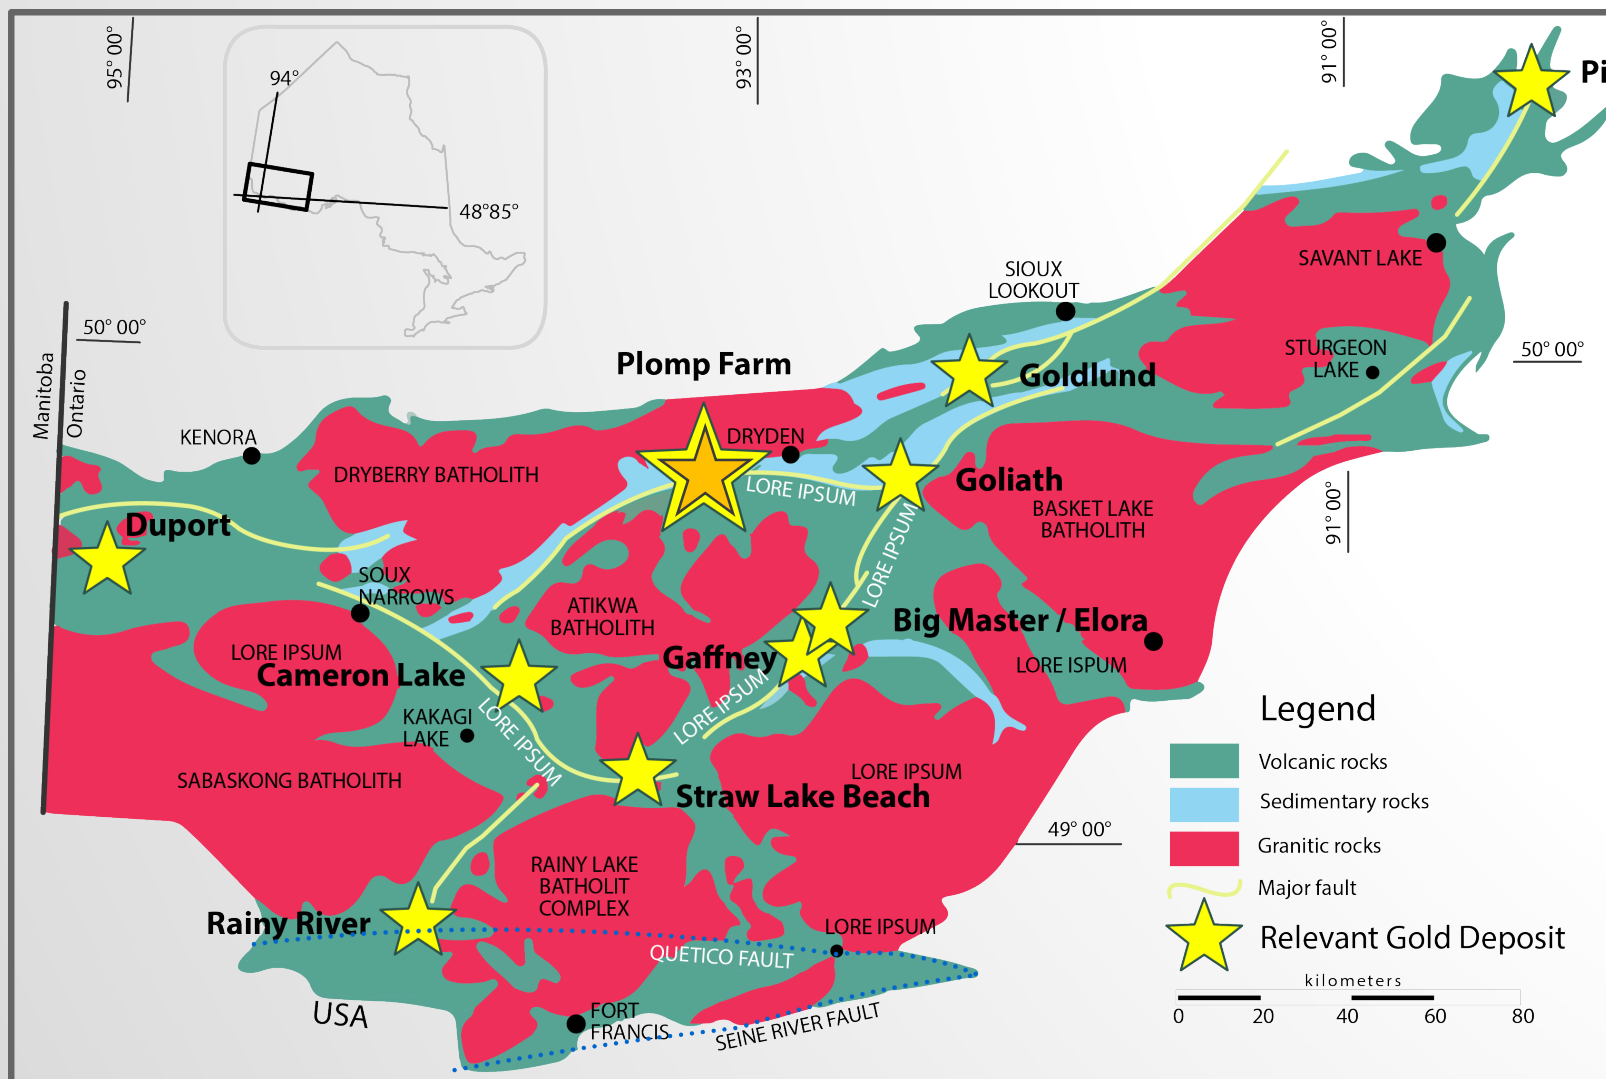 95° 00°
93° 00°
91° 00°
Pi
94°
48°85°
SAVANT LAKE
SIOUX
LOOKOUT
50° 00°
Manitoba
Ontario
STURGEON
LAKE
50° 00°
Plomp Farm
Goldlund
KENORA
DRYDEN
DRYBERRY BATHOLITH
LORE IPSUM
Goliath
BASKET LAKE
BATHOLITH
91° 00°
Duport
LORE IPSUM
SOUX
NARROWS
ATIKWA
BATHOLITH
Big Master / Elora
LORE IPSUM
Cameron Lake
Gaffney
LORE ISPUM
LORE IPSUM
LORE IPSUM
KAKAGI
LAKE
SABASKONG BATHOLITH
LORE IPSUM
Straw Lake Beach
Legend
Volcanic rocks
Sedimentary rocks
Granitic rocks
Major fault
Relevant Gold Deposit
49° 00°
RAINY LAKE
BATHOLIT
COMPLEX
Rainy River
LORE IPSUM
QUETICO FAULT
kilometers
0 20 40 60 80
USA
FORT
FRANCIS
SEINE RIVER FAULT